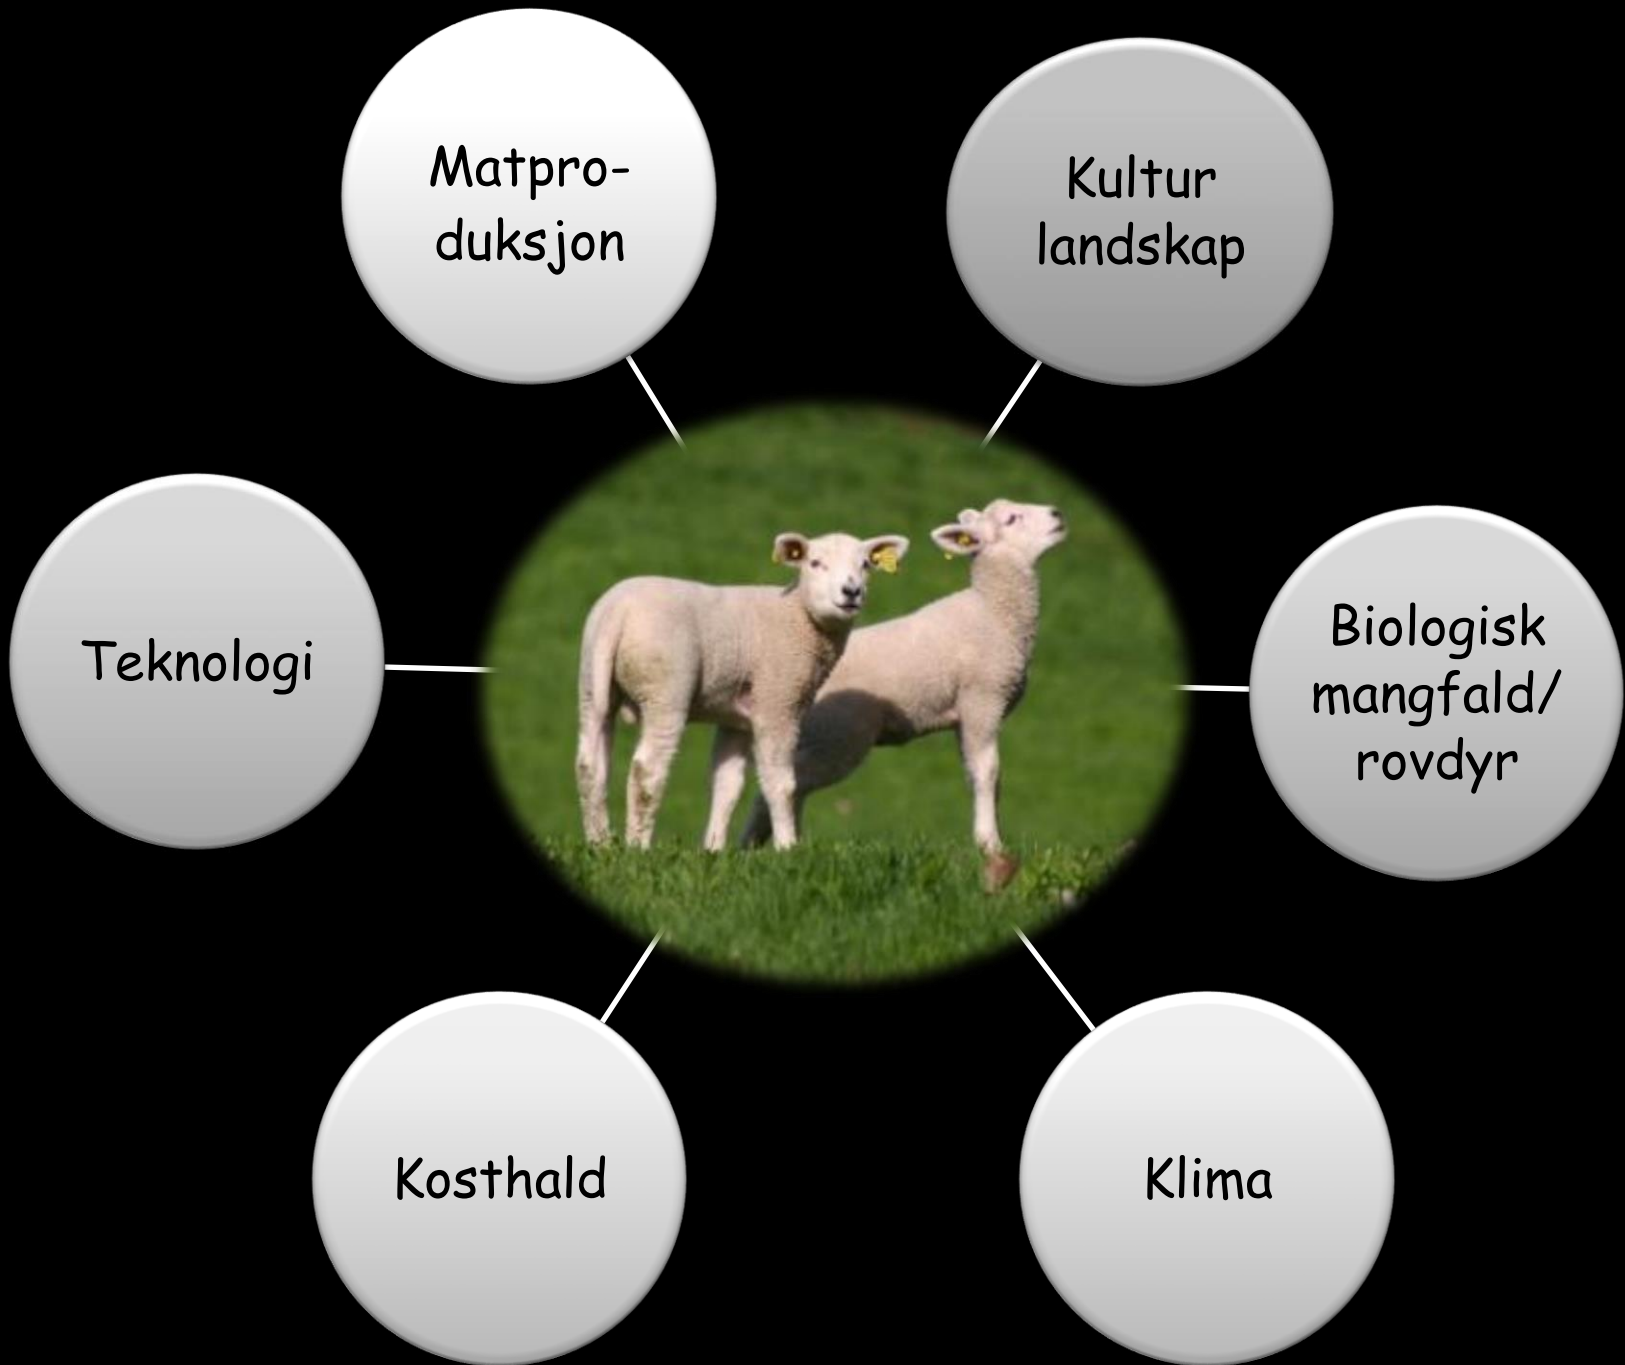 Matpro-
duksjon
Kultur
landskap
Teknologi
Biologisk
mangfald/
rovdyr
Kosthald
Klima